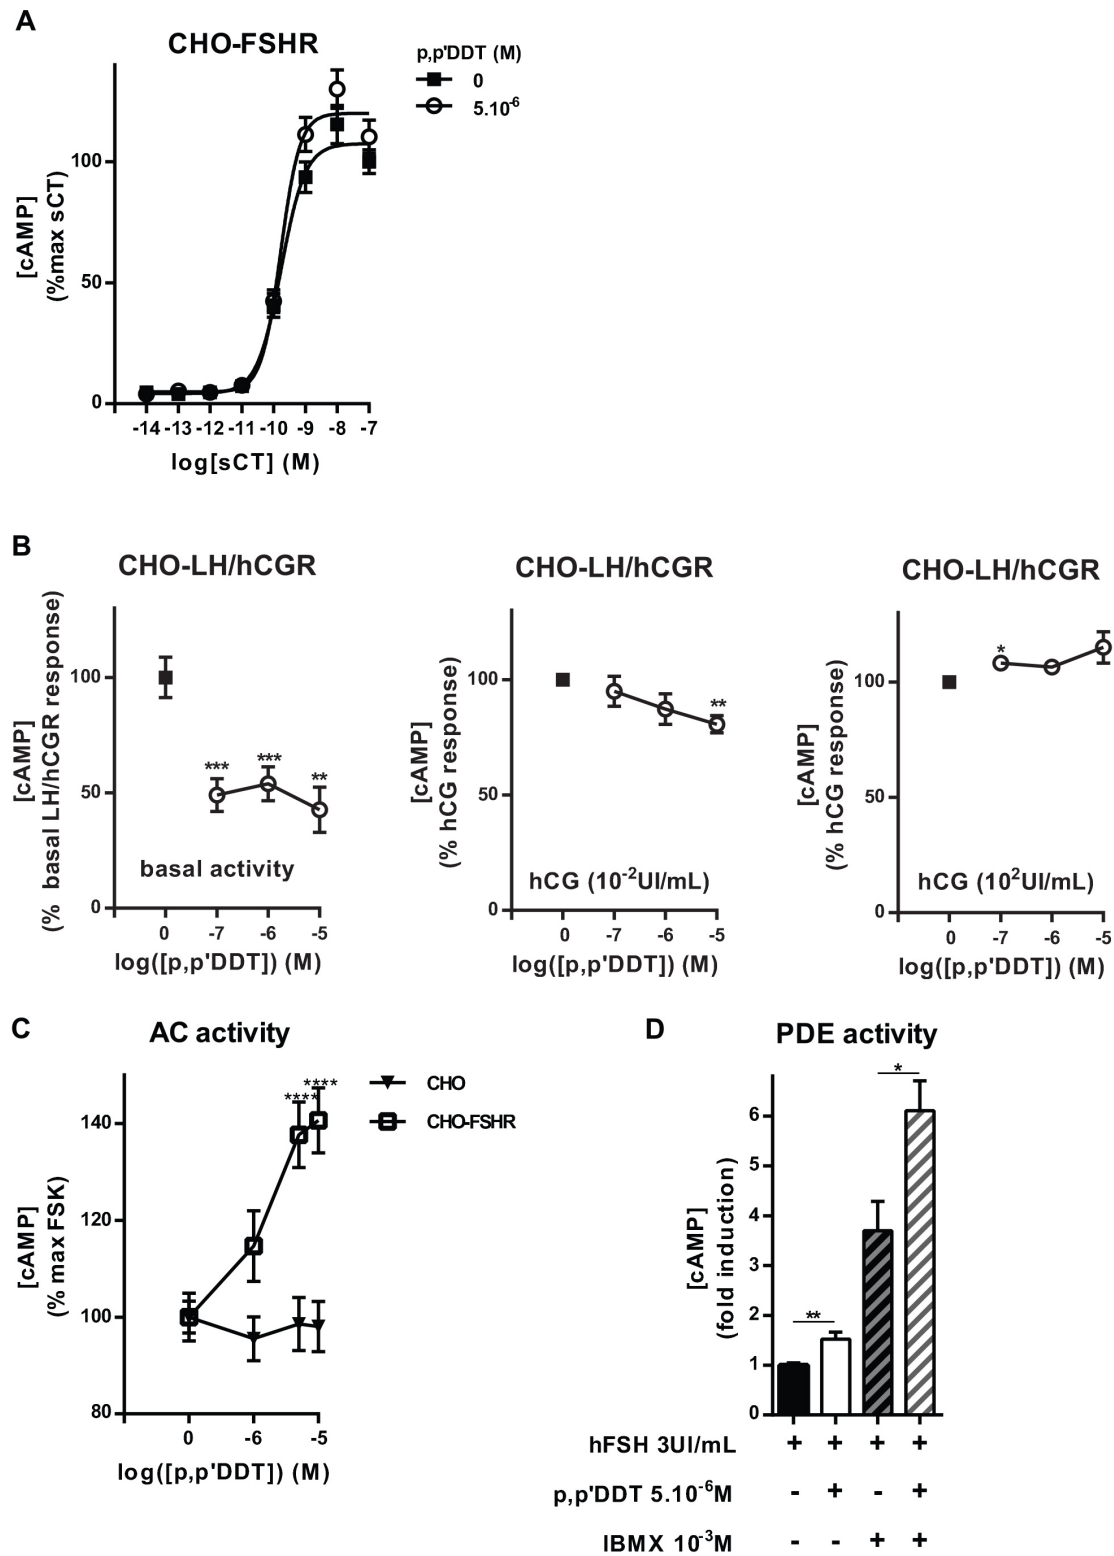 A
CHO-FSHR
p,p'DDT (M)
0
5.10-6
[cAMP]
(%max sCT)
100
50
0
-14 -13 -12 -11 -10 -9 -8 -7
log[sCT] (M)
B
CHO-LH/hCGR
[cAMP]
(% basal LH/hCGR response)
100
50
0
*** *** **
basal activity
0 -7 -6 -5
log([p,p'DDT]) (M)
CHO-LH/hCGR
[cAMP]
(% hCG response)
100
50
0
**
hCG (10-2UI/mL)
0 -7 -6 -5
log([p,p'DDT]) (M)
CHO-LH/hCGR
[cAMP]
(% hCG response)
100
50
0
*
hCG (102UI/mL)
0 -7 -6 -5
log([p,p'DDT]) (M)
C
AC activity
CHO
CHO-FSHR
[cAMP]
(% max FSK)
140
120
100
80
****
****
0 -6 -5
log([p,p'DDT]) (M)
D
PDE activity
[cAMP]
(fold induction)
6
5
4
3
2
1
0
**
*
hFSH 3UI/mL + + + +
p,p'DDT 5.10-6M - + - +
IBMX 10-3M - - + +